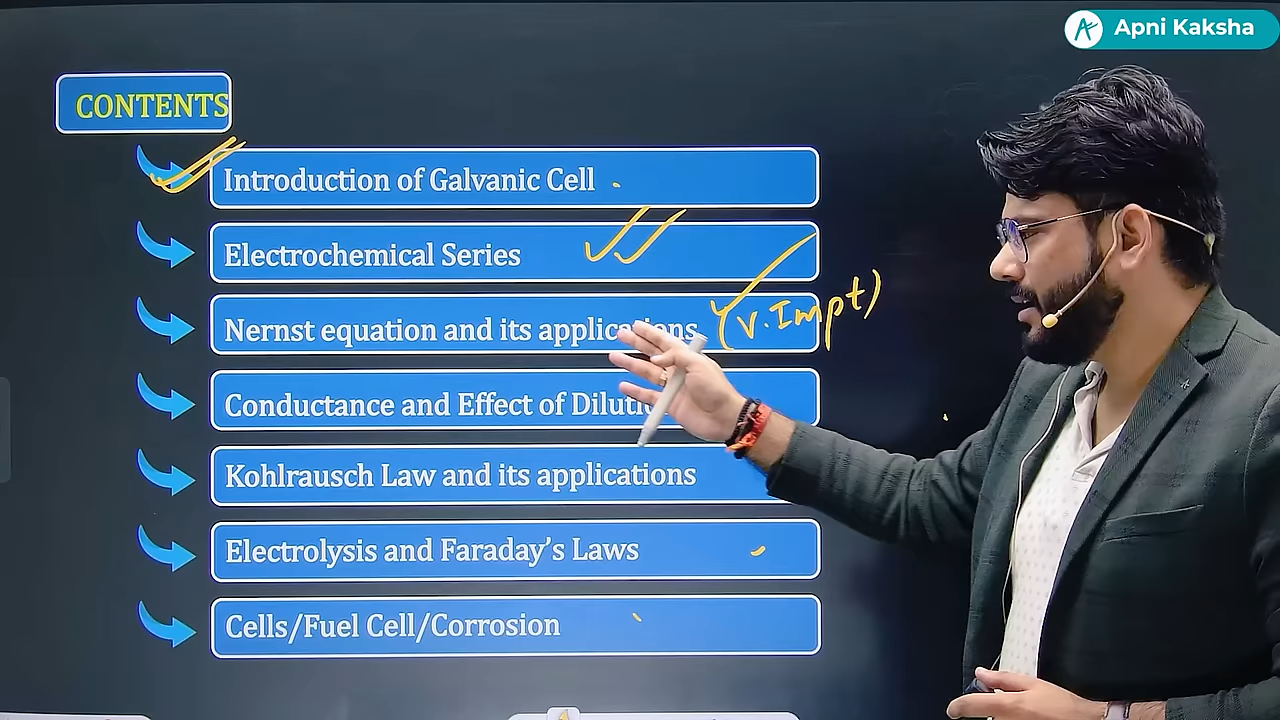 Apni Kaksha
CONTENTS
Introduction of Galvanic Cell
Electrochemical Series
Nernst equation and its applications
(v. Impt)
Conductance and Effect of
Kohlrausch Law and its applications
Electrolysis and Faraday's Laws
Cells/Fuel Cell/Corrosion